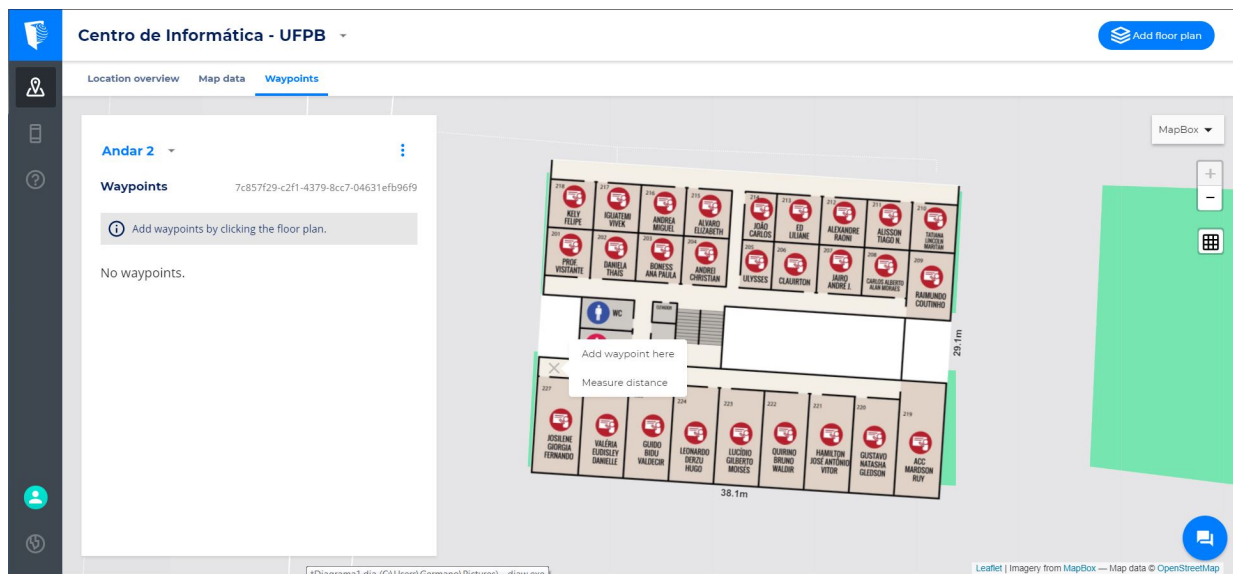 Centro de Informática - UFPB
Add floor plan
Location overview Map data Waypoints
MapBox
Andar 2
Waypoints 7c857f29-c2f1-4379-8cc7-04631efb96f9
Add waypoints by clicking the floor plan.
No waypoints.
+
−
218 217 216 215 214 213 212 211 210
KELY
FELIPE
IGUATEMI
VIVEK
ANDREA
MIGUEL
ALVARO
ELIZABETH
JOÃO
CARLOS
ED
LILIANE
ALEXANDRE
RAONI
ALISSON
TIAGO N.
TATIANA
LINCOLN
MARITAN
201 202 203 204 205 206 207 208 209
PROF.
VISITANTE
DANIELA
THAÍS
BONESS
ANA PAULA
ANDREI
CHRISTIAN
ULYSSES
CLAUIRTON
JAIRO
ANDRÉ I.
CARLOS ALBERTO
ALAN MORAES
RAIMUNDO
COUTINHO
WC
29.1m
Add waypoint here
Measure distance
227 224 223 222 221 220 219
JOSILENE
GIORGIA
FERNANDO
VALÉRIA
EUDISLEY
DANIELLE
GUIDO
BIDU
VALDECIR
LEONARDO
DERZU
HUGO
LUCÍDIO
GILBERTO
MOISÉS
QUIRINO
BRUNO
WALDIR
HAMILTON
JOSÉ ANTÔNIO
VITOR
GUSTAVO
NATASHA
GLEDSON
ACC
MARDSON
RUY
38.1m
Leaflet | Imagery from MapBox — Map data © OpenStreetMap